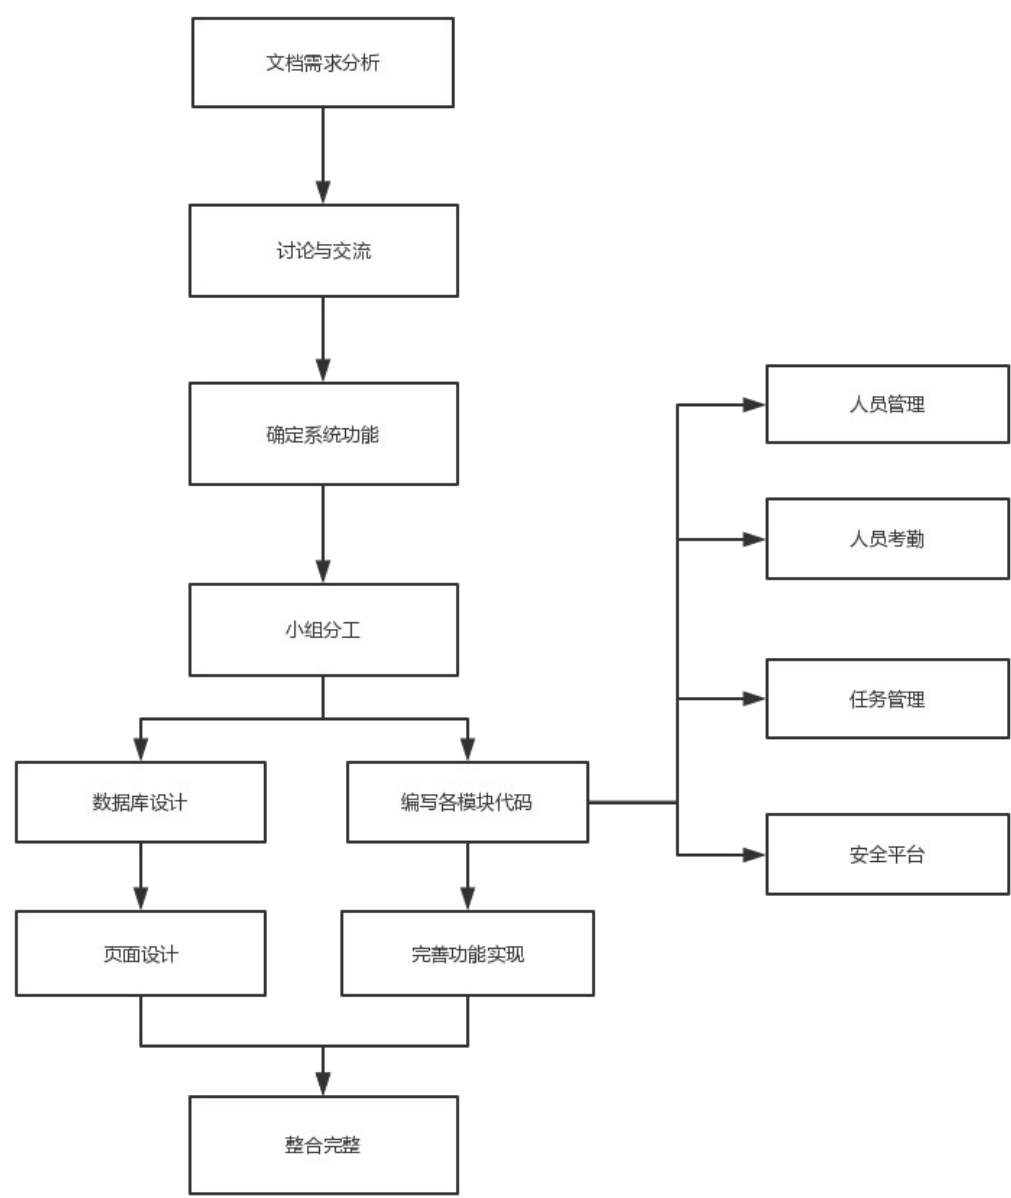 文档需求分析
讨论与交流
确定系统功能
小组分工
数据库设计
编写各模块代码
页面设计
完善功能实现
整合完整
人员管理
人员考勤
任务管理
安全平台